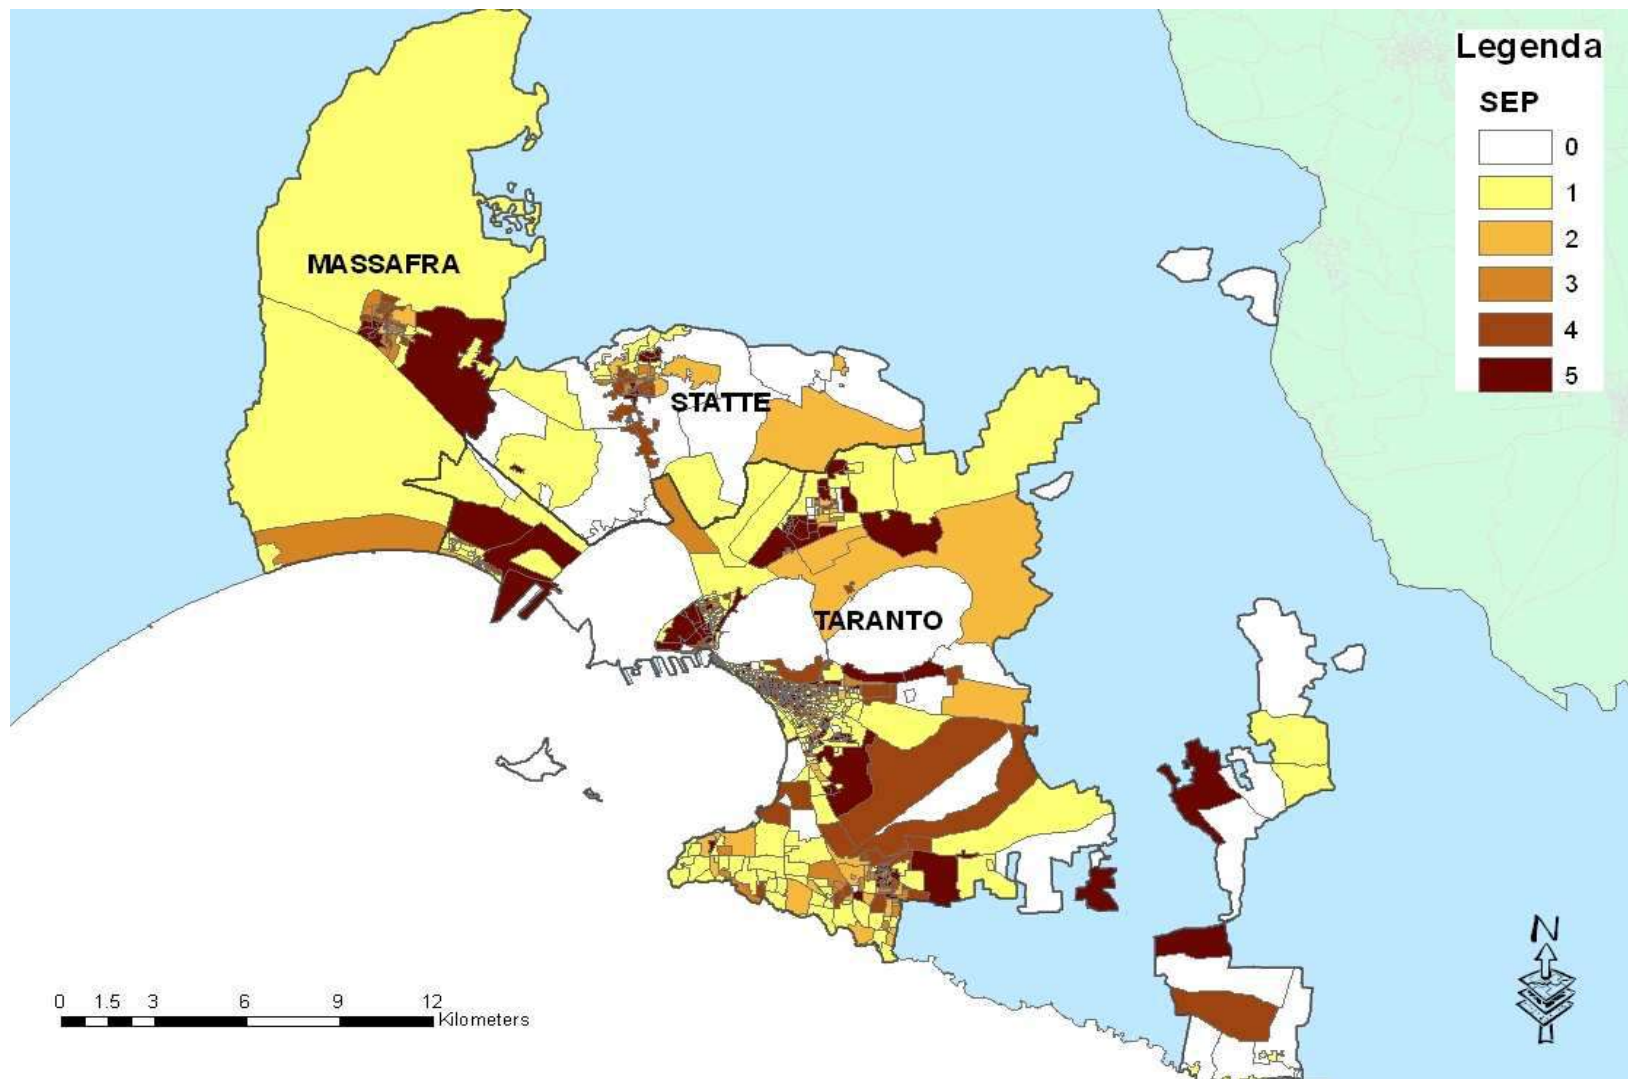 Legenda
SEP
0
1
2
3
4
5
MASSAFRA
STATTE
TARANTO
N
0 1.5 3 6 9 12
Kilometers